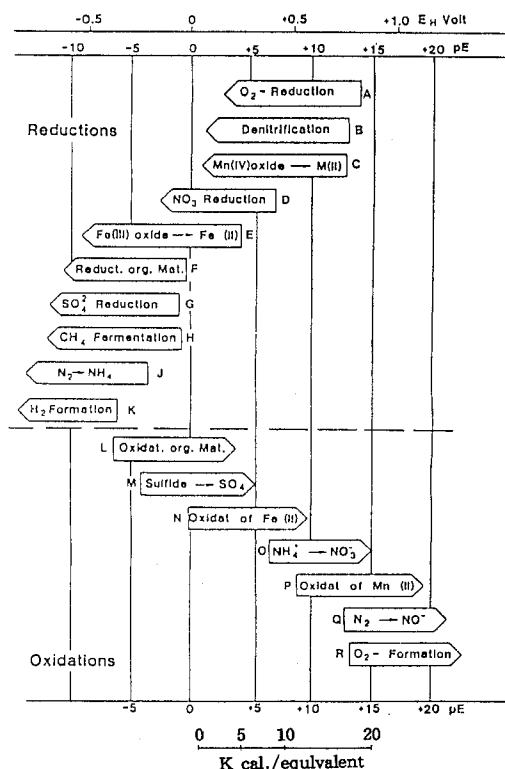 -0.5 0 +0.5 +1.0 E_H Volt
-10 -5 0 +5 +10 +15 +20 pE
O₂- Reduction A
Reductions
Denitrification B
Mn(IV)oxide → M(II) C
NO₃ Reduction D
Fe(III) oxide → Fe (II) E
Reduct. org. Mat. F
SO₄²⁻ Reduction G
CH₄ Fermentation H
N₂→NH₄ J
H₂ Formation K
L Oxidat. org. Mat.
M Sulfide → SO₄
N Oxidat of Fe (II)
O NH₄⁺ → NO₃⁻
P Oxidat of Mn (II)
Q N₂ → NO⁻
R O₂- Formation
Oxidations
-5 0 +5 +10 +15 +20 pE
0 5 10 20
K cal./equivalent